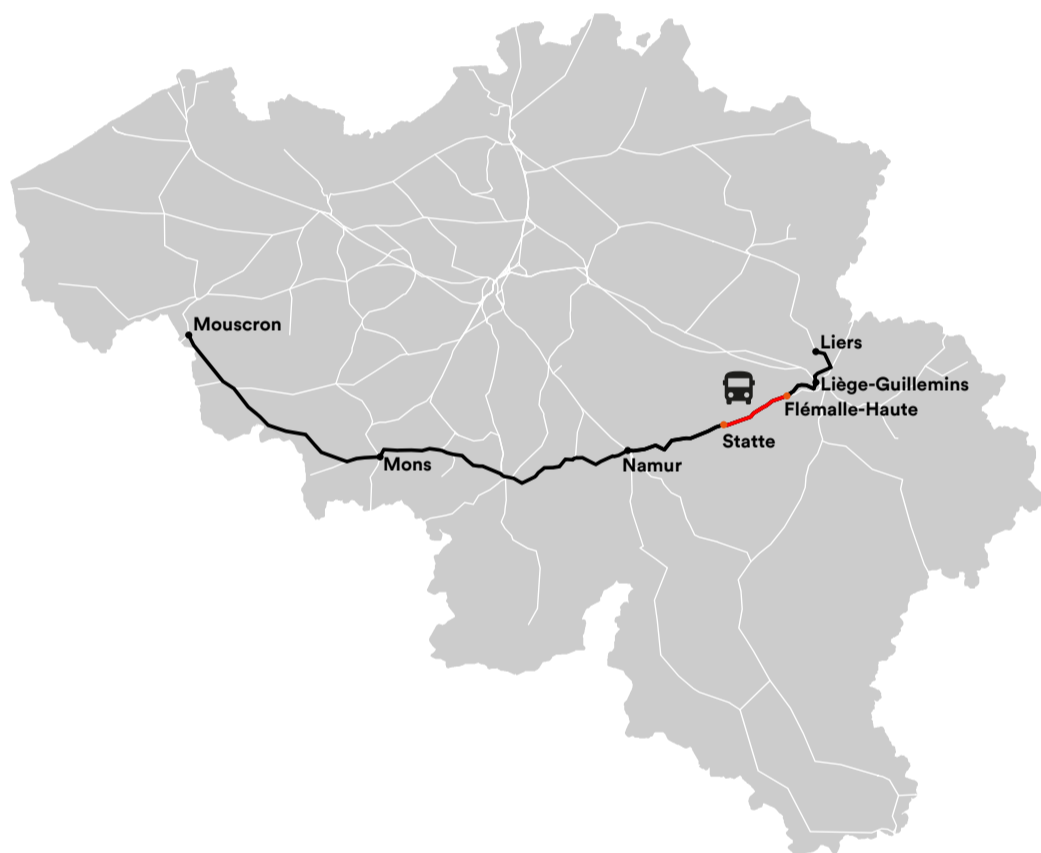 Mouscron
Liers
Liège-Guillemins
Flémalle-Haute
Statte
Mons
Namur